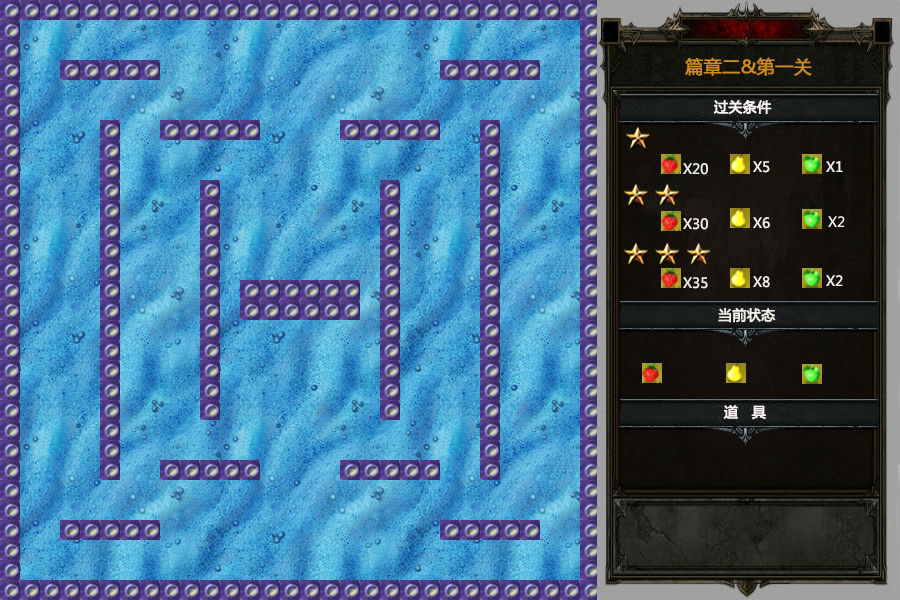 篇章二&第一关
过关条件
X20 X5 X1
X30 X6 X2
X35 X8 X2
当前状态
道 具